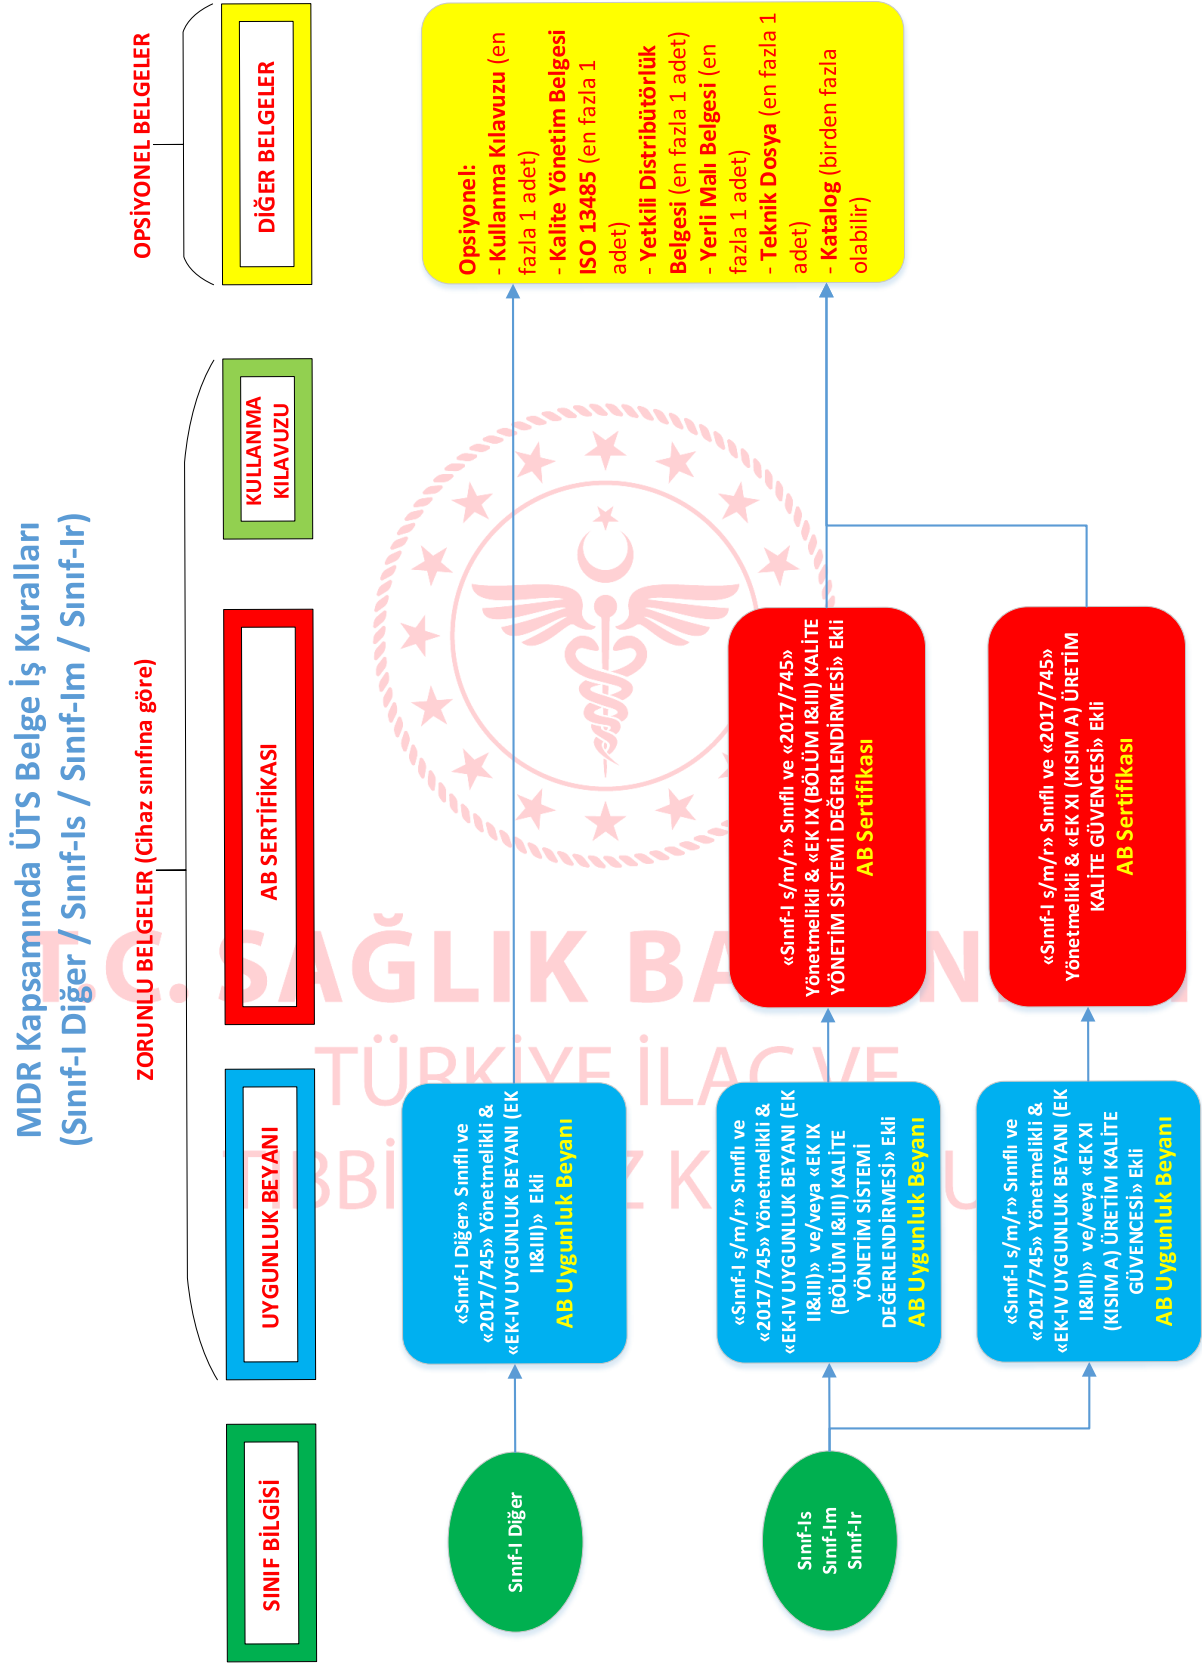 MDR Kapsamında ÜTS Belge İş Kuralları
(Sınıf-I Diğer / Sınıf-Is / Sınıf-Im / Sınıf-Ir)
ZORUNLU BELGELER (Cihaz sınıfına göre)
OPSİYONEL BELGELER
SINIF BİLGİSİ
UYGUNLUK BEYANI
AB SERTİFİKASI
KULLANMA
KILAVUZU
DİĞER BELGELER
Sınıf-I Diğer
«Sınıf-I Diğer» Sınıflı ve
«2017/745» Yönetmelikli &
«EK-IV UYGUNLUK BEYANI (EK
II&III)» Ekli
AB Uygunluk Beyanı
Opsiyonel:
- Kullanma Kılavuzu (en
fazla 1 adet)
- Kalite Yönetim Belgesi
ISO 13485 (en fazla 1
adet)
- Yetkili Distribütörlük
Belgesi (en fazla 1 adet)
- Yerli Malı Belgesi (en
fazla 1 adet)
- Teknik Dosya (en fazla 1
adet)
- Katalog (birden fazla
olabilir)
Sınıf-Is
Sınıf-Im
Sınıf-Ir
«Sınıf-I s/m/r» Sınıflı ve
«2017/745» Yönetmelikli &
«EK-IV UYGUNLUK BEYANI (EK
II&III)» ve/veya «EK IX
(BÖLÜM I&III) KALİTE
YÖNETİM SİSTEMİ
DEĞERLENDİRMESİ» Ekli
AB Uygunluk Beyanı
«Sınıf-I s/m/r» Sınıflı ve «2017/745»
Yönetmelikli & «EK IX (BÖLÜM I&III) KALİTE
YÖNETİM SİSTEMİ DEĞERLENDİRMESİ» Ekli
AB Sertifikası
«Sınıf-I s/m/r» Sınıflı ve
«2017/745» Yönetmelikli &
«EK-IV UYGUNLUK BEYANI (EK
II&III)» ve/veya «EK XI
(KISIM A) ÜRETİM KALİTE
GÜVENCESİ» Ekli
AB Uygunluk Beyanı
«Sınıf-I s/m/r» Sınıflı ve «2017/745»
Yönetmelikli & «EK XI (KISIM A) ÜRETİM
KALİTE GÜVENCESİ» Ekli
AB Sertifikası
T.C. SAĞLIK
TÜRKİYE İLAÇ VE